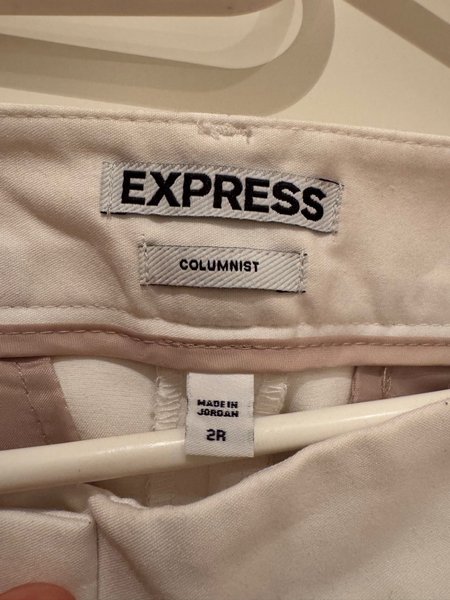 EXPRESS
COLUMNIST
MADE IN
JORDAN
2R